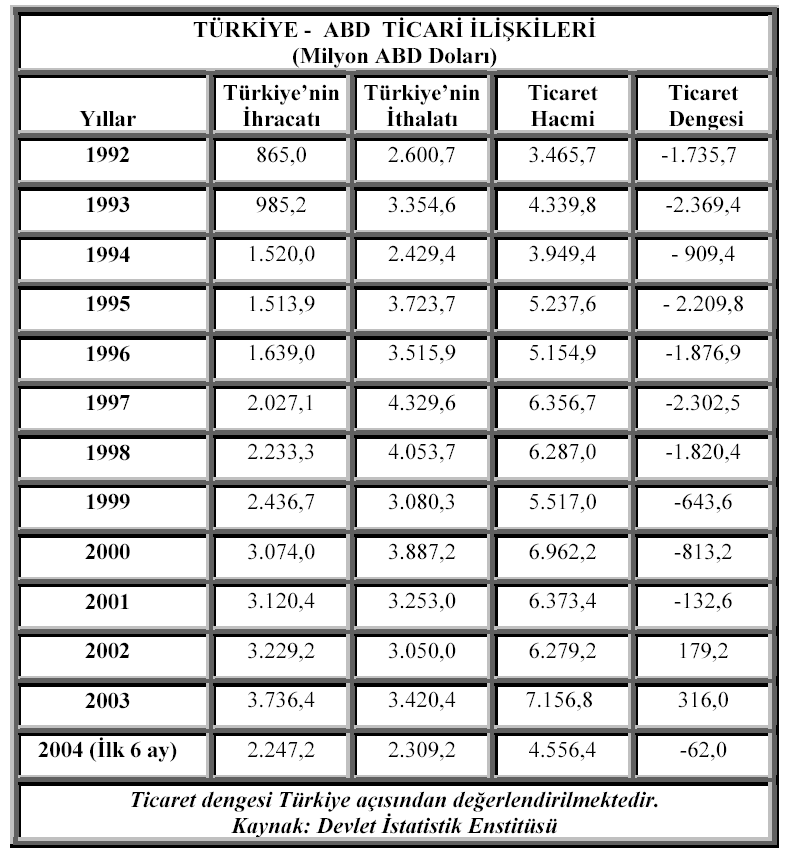 TÜRKİYE - ABD TİCARİ İLİŞKİLERİ
(Milyon ABD Doları)
Yıllar Türkiye’nin İhracatı Türkiye’nin İthalatı Ticaret Hacmi Ticaret Dengesi
1992 865,0 2.600,7 3.465,7 -1.735,7
1993 985,2 3.354,6 4.339,8 -2.369,4
1994 1.520,0 2.429,4 3.949,4 - 909,4
1995 1.513,9 3.723,7 5.237,6 - 2.209,8
1996 1.639,0 3.515,9 5.154,9 -1.876,9
1997 2.027,1 4.329,6 6.356,7 -2.302,5
1998 2.233,3 4.053,7 6.287,0 -1.820,4
1999 2.436,7 3.080,3 5.517,0 -643,6
2000 3.074,0 3.887,2 6.962,2 -813,2
2001 3.120,4 3.253,0 6.373,4 -132,6
2002 3.229,2 3.050,0 6.279,2 179,2
2003 3.736,4 3.420,4 7.156,8 316,0
2004 (İlk 6 ay) 2.247,2 2.309,2 4.556,4 -62,0
Ticaret dengesi Türkiye açısından değerlendirilmektedir.
Kaynak: Devlet İstatistik Enstitüsü